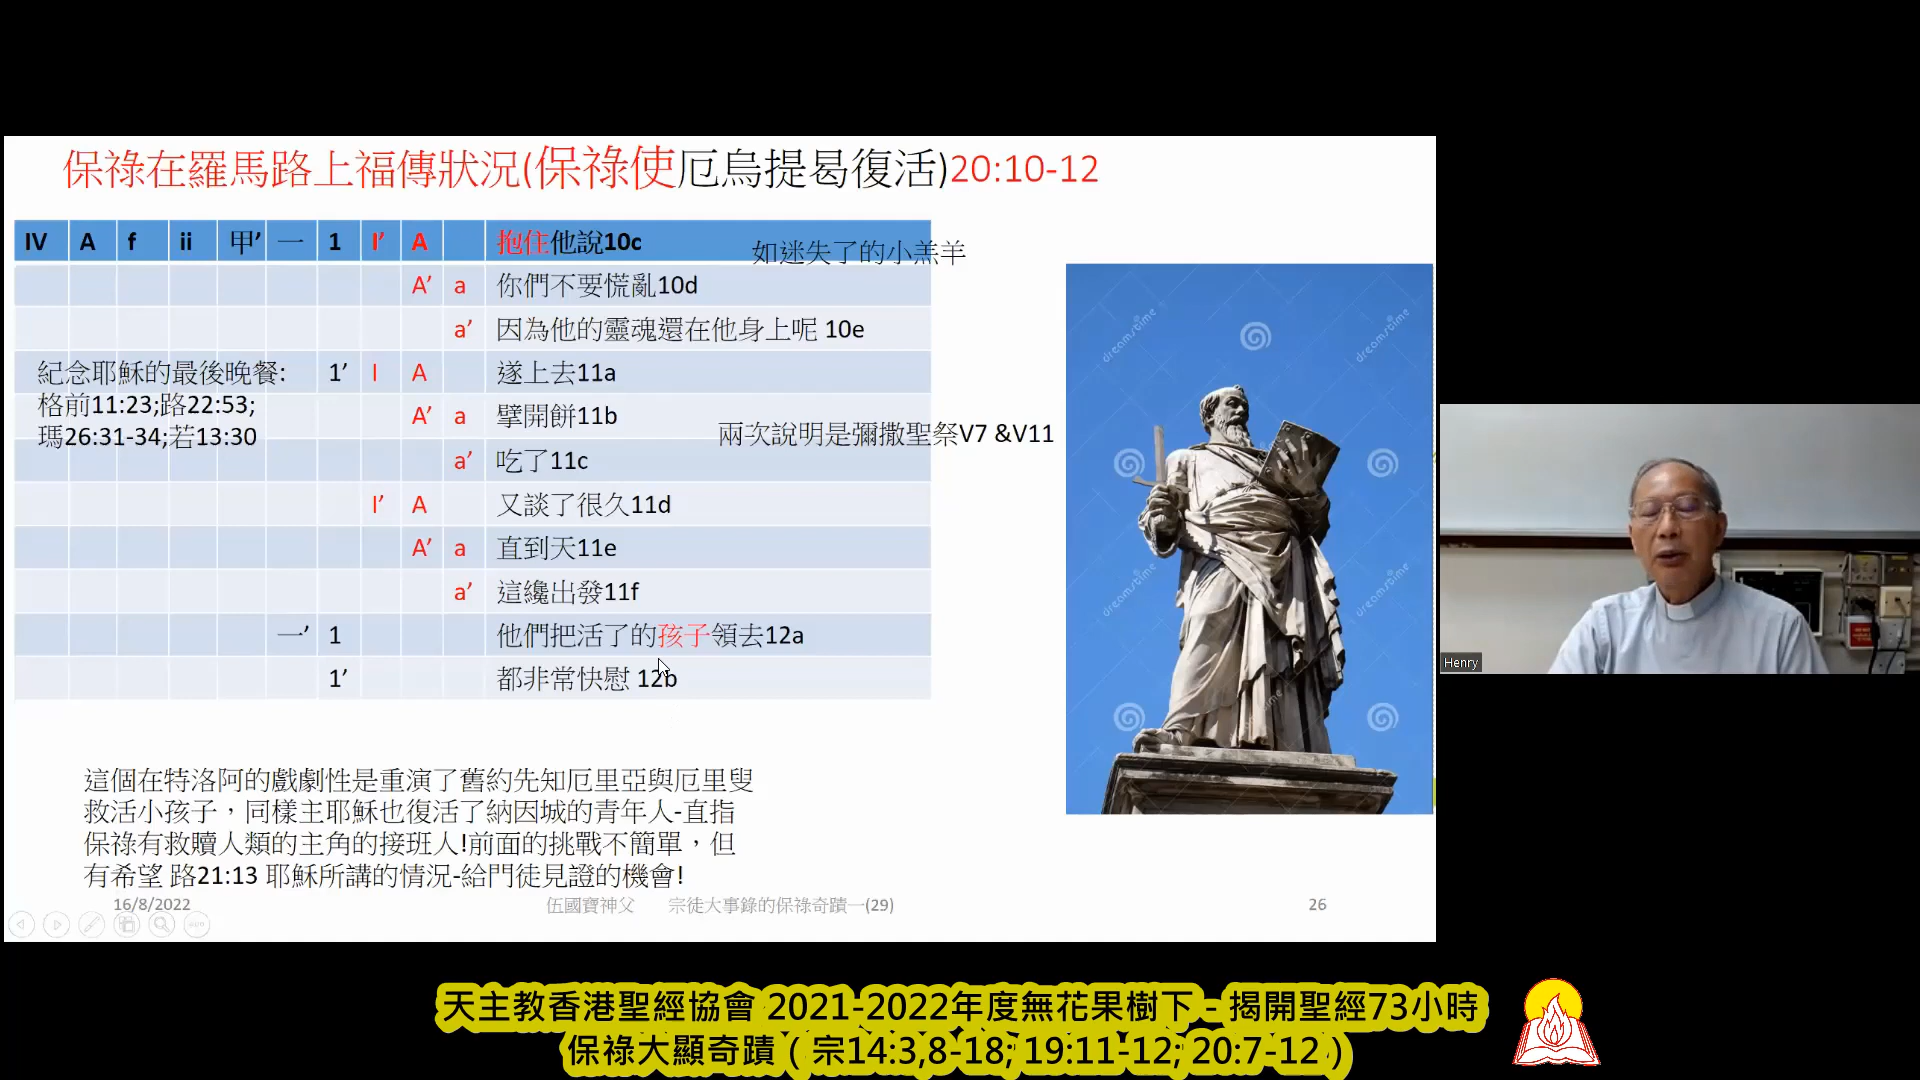 保祿在羅馬路上福傳狀況(保祿使厄烏提曷復活)20:10-12
IV A f ii 甲’ 一 1 I’ A 抱住他說10c
如迷失了的小羔羊
A’ a 你們不要慌亂10d
a’ 因為他的靈魂還在他身上呢 10e
紀念耶穌的最後晚餐:
格前11:23;路22:53;
瑪26:31-34;若13:30
1’ I A 遂上去11a
A’ a 擘開餅11b
兩次說明是彌撒聖祭V7 &V11
a’ 吃了11c
I’ A 又談了很久11d
A’ a 直到天11e
a’ 這纔出發11f
一’ 1 他們把活了的孩子領去12a
1’ 都非常快慰 12b
這個在特洛阿的戲劇性是重演了舊約先知厄里亞與厄里叟
救活小孩子，同樣主耶穌也復活了納因城的青年人-直指
保祿有救贖人類的主角的接班人!前面的挑戰不簡單，但
有希望 路21:13 耶穌所講的情況-給門徒見證的機會!
16/8/2022 伍國寶神父 宗徒大事錄的保祿奇蹟一(29) 26
dreamstime
dreamstime
dreamstime
dreamstime
dreamstime
Henry
天主教香港聖經協會 2021-2022年度無花果樹下 - 揭開聖經73小時
保祿大顯奇蹟 ( 宗14:3,8-18; 19:11-12; 20:7-12 )